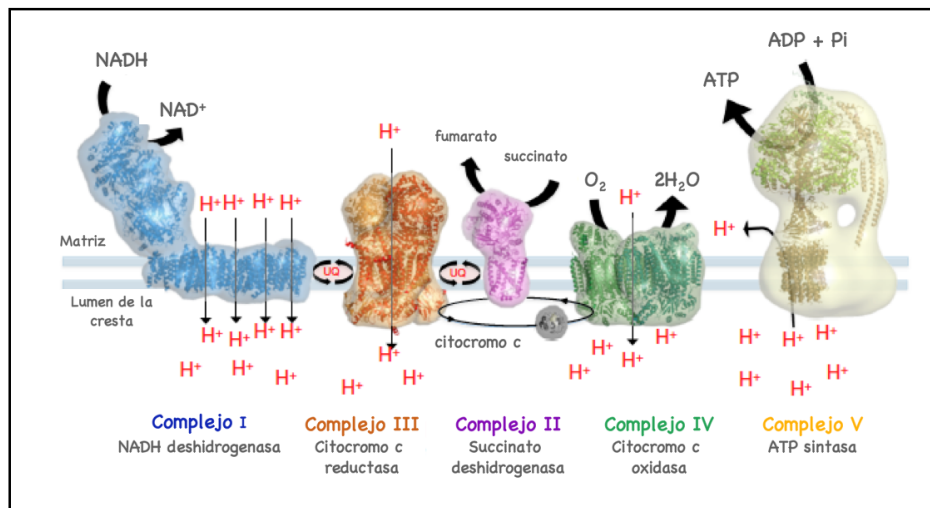 NADH
NAD⁺
H⁺ H⁺ H⁺ H⁺
Matriz
Lumen de la
cresta
H⁺ H⁺ H⁺ H⁺
H⁺ H⁺ H⁺
UQ
H⁺
H⁺
H⁺ H⁺
UQ
fumarato
succinato
citocromo c
O₂
H⁺
2H₂O
H⁺ H⁺ H⁺
H⁺ H⁺
ADP + Pi
ATP
H⁺
H⁺ H⁺ H⁺
H⁺ H⁺ H⁺
Complejo I
NADH deshidrogenasa
Complejo III
Citocromo c
reductasa
Complejo II
Succinato
deshidrogenasa
Complejo IV
Citocromo c
oxidasa
Complejo V
ATP sintasa